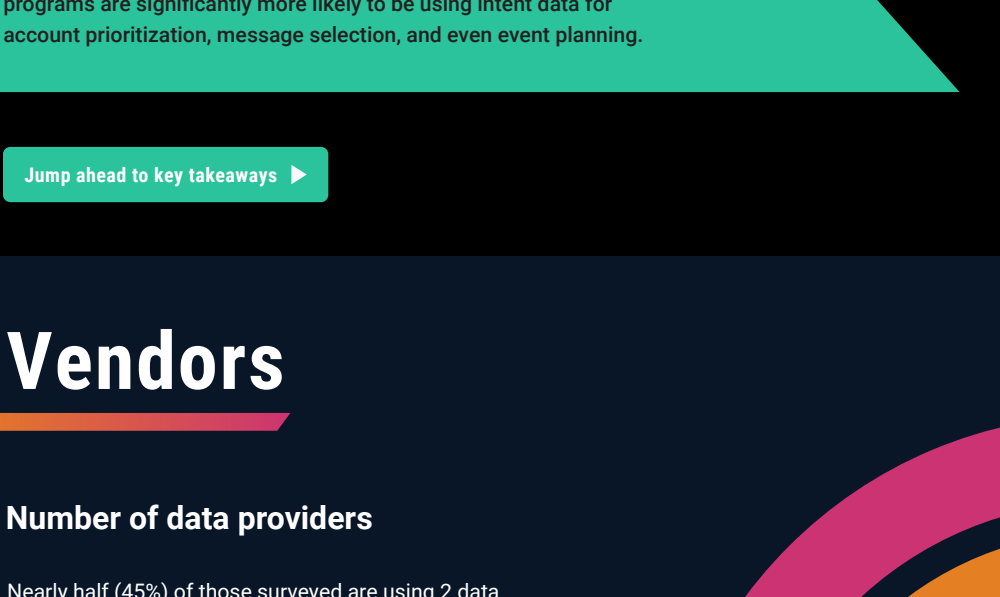 programs are significantly more likely to be using intent data for
account prioritization, message selection, and even event planning.
Jump ahead to key takeaways
Vendors
Number of data providers
Nearly half (45%) of those surveyed are using 2 data